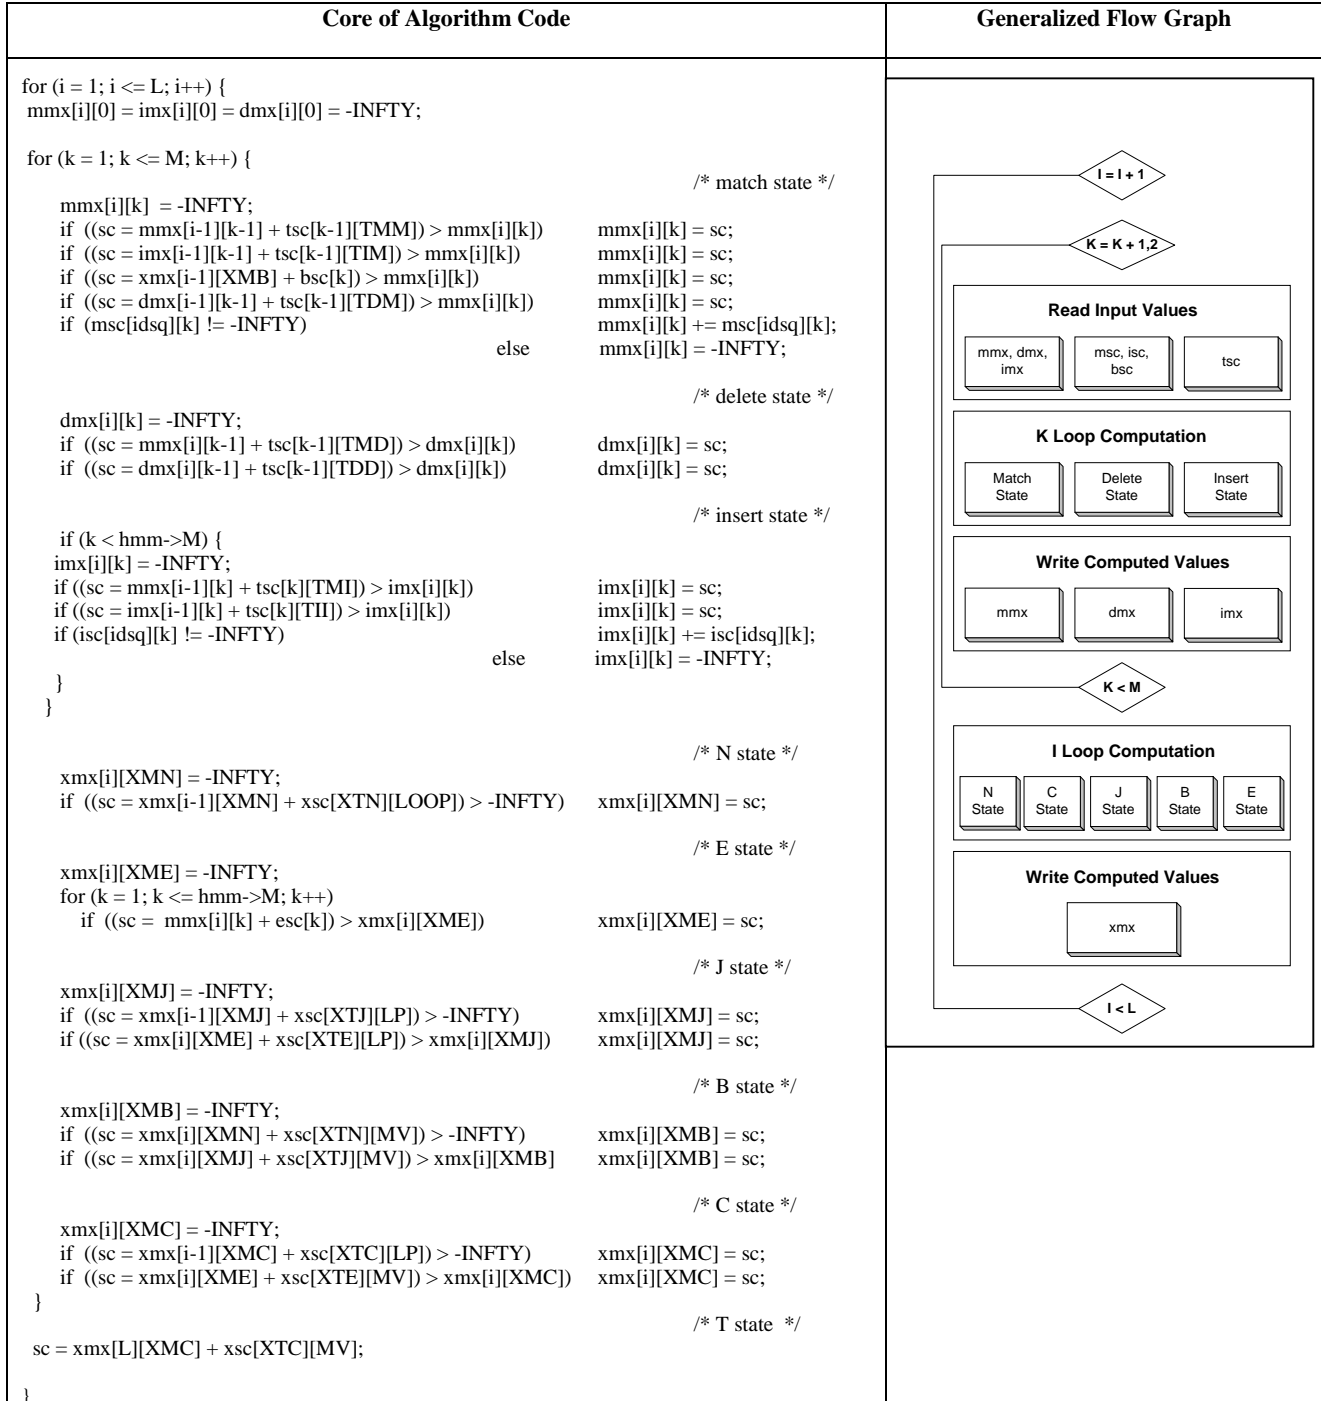 Core of Algorithm Code
for (i = 1; i <= L; i++) {
mmx[i][0] = imx[i][0] = dmx[i][0] = -INFTY;
for (k = 1; k <= M; k++) {
/* match state */
mmx[i][k]  = -INFTY;
if  ((sc = mmx[i-1][k-1] + tsc[k-1][TMM]) > mmx[i][k]) mmx[i][k] = sc;
if  ((sc = imx[i-1][k-1] + tsc[k-1][TIM]) > mmx[i][k]) mmx[i][k] = sc;
if  ((sc = xmx[i-1][XMB] + bsc[k]) > mmx[i][k]) mmx[i][k] = sc;
if  ((sc = dmx[i-1][k-1] + tsc[k-1][TDM]) > mmx[i][k]) mmx[i][k] = sc;
if  (msc[idsq][k] != -INFTY) mmx[i][k] += msc[idsq][k];
else mmx[i][k] = -INFTY;
/* delete state */
dmx[i][k] = -INFTY;
if  ((sc = mmx[i][k-1] + tsc[k-1][TMD]) > dmx[i][k]) dmx[i][k] = sc;
if  ((sc = dmx[i][k-1] + tsc[k-1][TDD]) > dmx[i][k]) dmx[i][k] = sc;
/* insert state */
if (k < hmm->M) {
imx[i][k] = -INFTY;
if ((sc = mmx[i-1][k] + tsc[k][TMI]) > imx[i][k]) imx[i][k] = sc;
if ((sc = imx[i-1][k] + tsc[k][TII]) > imx[i][k]) imx[i][k] = sc;
if (isc[idsq][k] != -INFTY) imx[i][k] += isc[idsq][k];
else imx[i][k] = -INFTY;
}
}
/* N state */
xmx[i][XMN] = -INFTY;
if  ((sc = xmx[i-1][XMN] + xsc[XTN][LOOP]) > -INFTY) xmx[i][XMN] = sc;
/* E state */
xmx[i][XME] = -INFTY;
for (k = 1; k <= hmm->M; k++)
if  ((sc =  mmx[i][k] + esc[k]) > xmx[i][XME]) xmx[i][XME] = sc;
/* J state */
xmx[i][XMJ] = -INFTY;
if  ((sc = xmx[i-1][XMJ] + xsc[XTJ][LP]) > -INFTY) xmx[i][XMJ] = sc;
if ((sc = xmx[i][XME] + xsc[XTE][LP]) > xmx[i][XMJ]) xmx[i][XMJ] = sc;
/* B state */
xmx[i][XMB] = -INFTY;
if  ((sc = xmx[i][XMN] + xsc[XTN][MV]) > -INFTY) xmx[i][XMB] = sc;
if  ((sc = xmx[i][XMJ] + xsc[XTJ][MV]) > xmx[i][XMB] xmx[i][XMB] = sc;
/* C state */
xmx[i][XMC] = -INFTY;
if  ((sc = xmx[i-1][XMC] + xsc[XTC][LP]) > -INFTY) xmx[i][XMC] = sc;
if  ((sc = xmx[i][XME] + xsc[XTE][MV]) > xmx[i][XMC]) xmx[i][XMC] = sc;
}
/* T state  */
sc = xmx[L][XMC] + xsc[XTC][MV];
}
Generalized Flow Graph
I = I + 1
K = K + 1,2
Read Input Values
mmx, dmx,
imx
msc, isc,
bsc
tsc
K Loop Computation
Match
State
Delete
State
Insert
State
Write Computed Values
mmx
dmx
imx
K < M
I Loop Computation
N
State
C
State
J
State
B
State
E
State
Write Computed Values
xmx
I < L